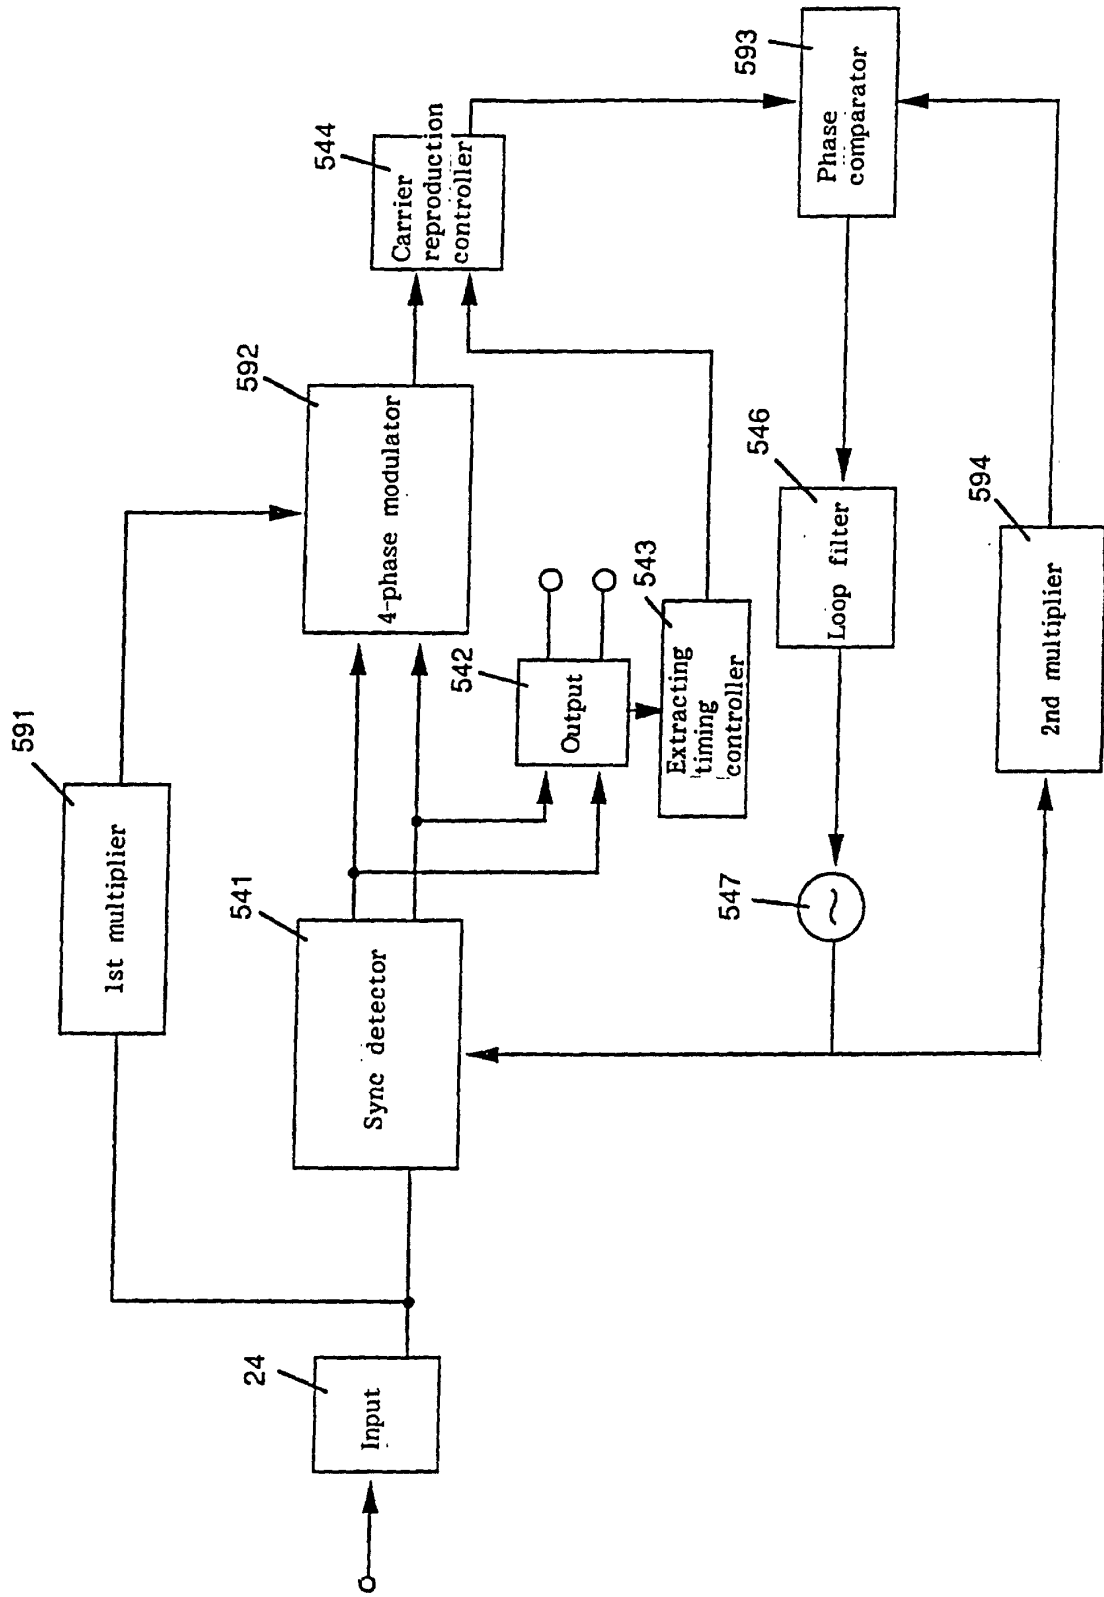 591
1st multiplier
24
Input
541
Sync detector
592
4-phase modulator
544
Carrier
reproduction
controller
542
Output
543
Extracting
timing
controller
593
Phase
comparator
546
Loop filter
547
~
594
2nd multiplier